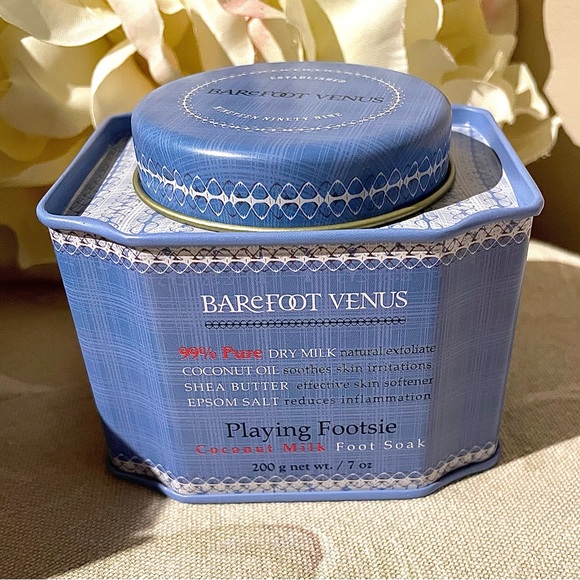 ESTABLISHED
BAREFOOT VENUS
NINETEEN NINETY NINE
BAREFOOT VENUS
99% Pure DRY MILK natural exfoliate
COCONUT OIL soothes skin irritations
SHEA BUTTER effective skin softener
EPSOM SALT reduces inflammation
Playing Footsie
Coconut Milk Foot Soak
200 g net wt. / 7 oz